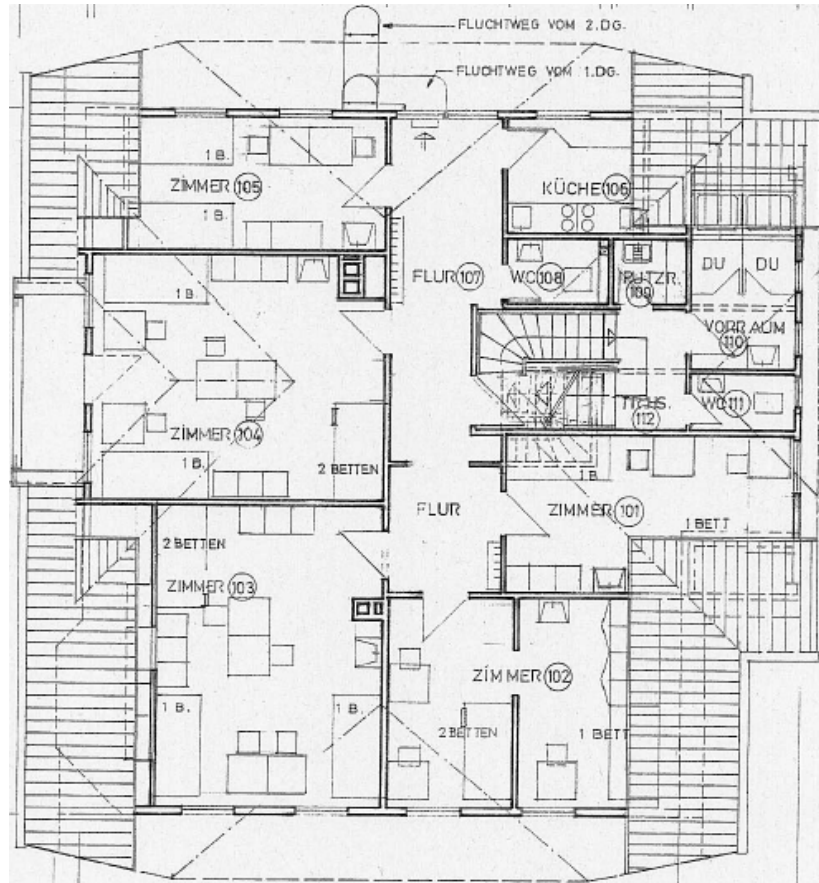 FLUCHTWEG VOM 2.DG.
FLUCHTWEG VOM 1.DG.
1 B.
ZIMMER 105
1 B.
KÜCHE 106
FLUR 107
WC 108
PUTZR. 109
DU DU
VORRAUM 110
1 B.
ZIMMER 104
1 B.
2 BETTEN
WC 111
112
FLUR
ZIMMER 101
1 B.
1 BETT
2 BETTEN
ZIMMER 103
1 B.
1 B.
ZIMMER 102
2 BETTEN
1 BETT